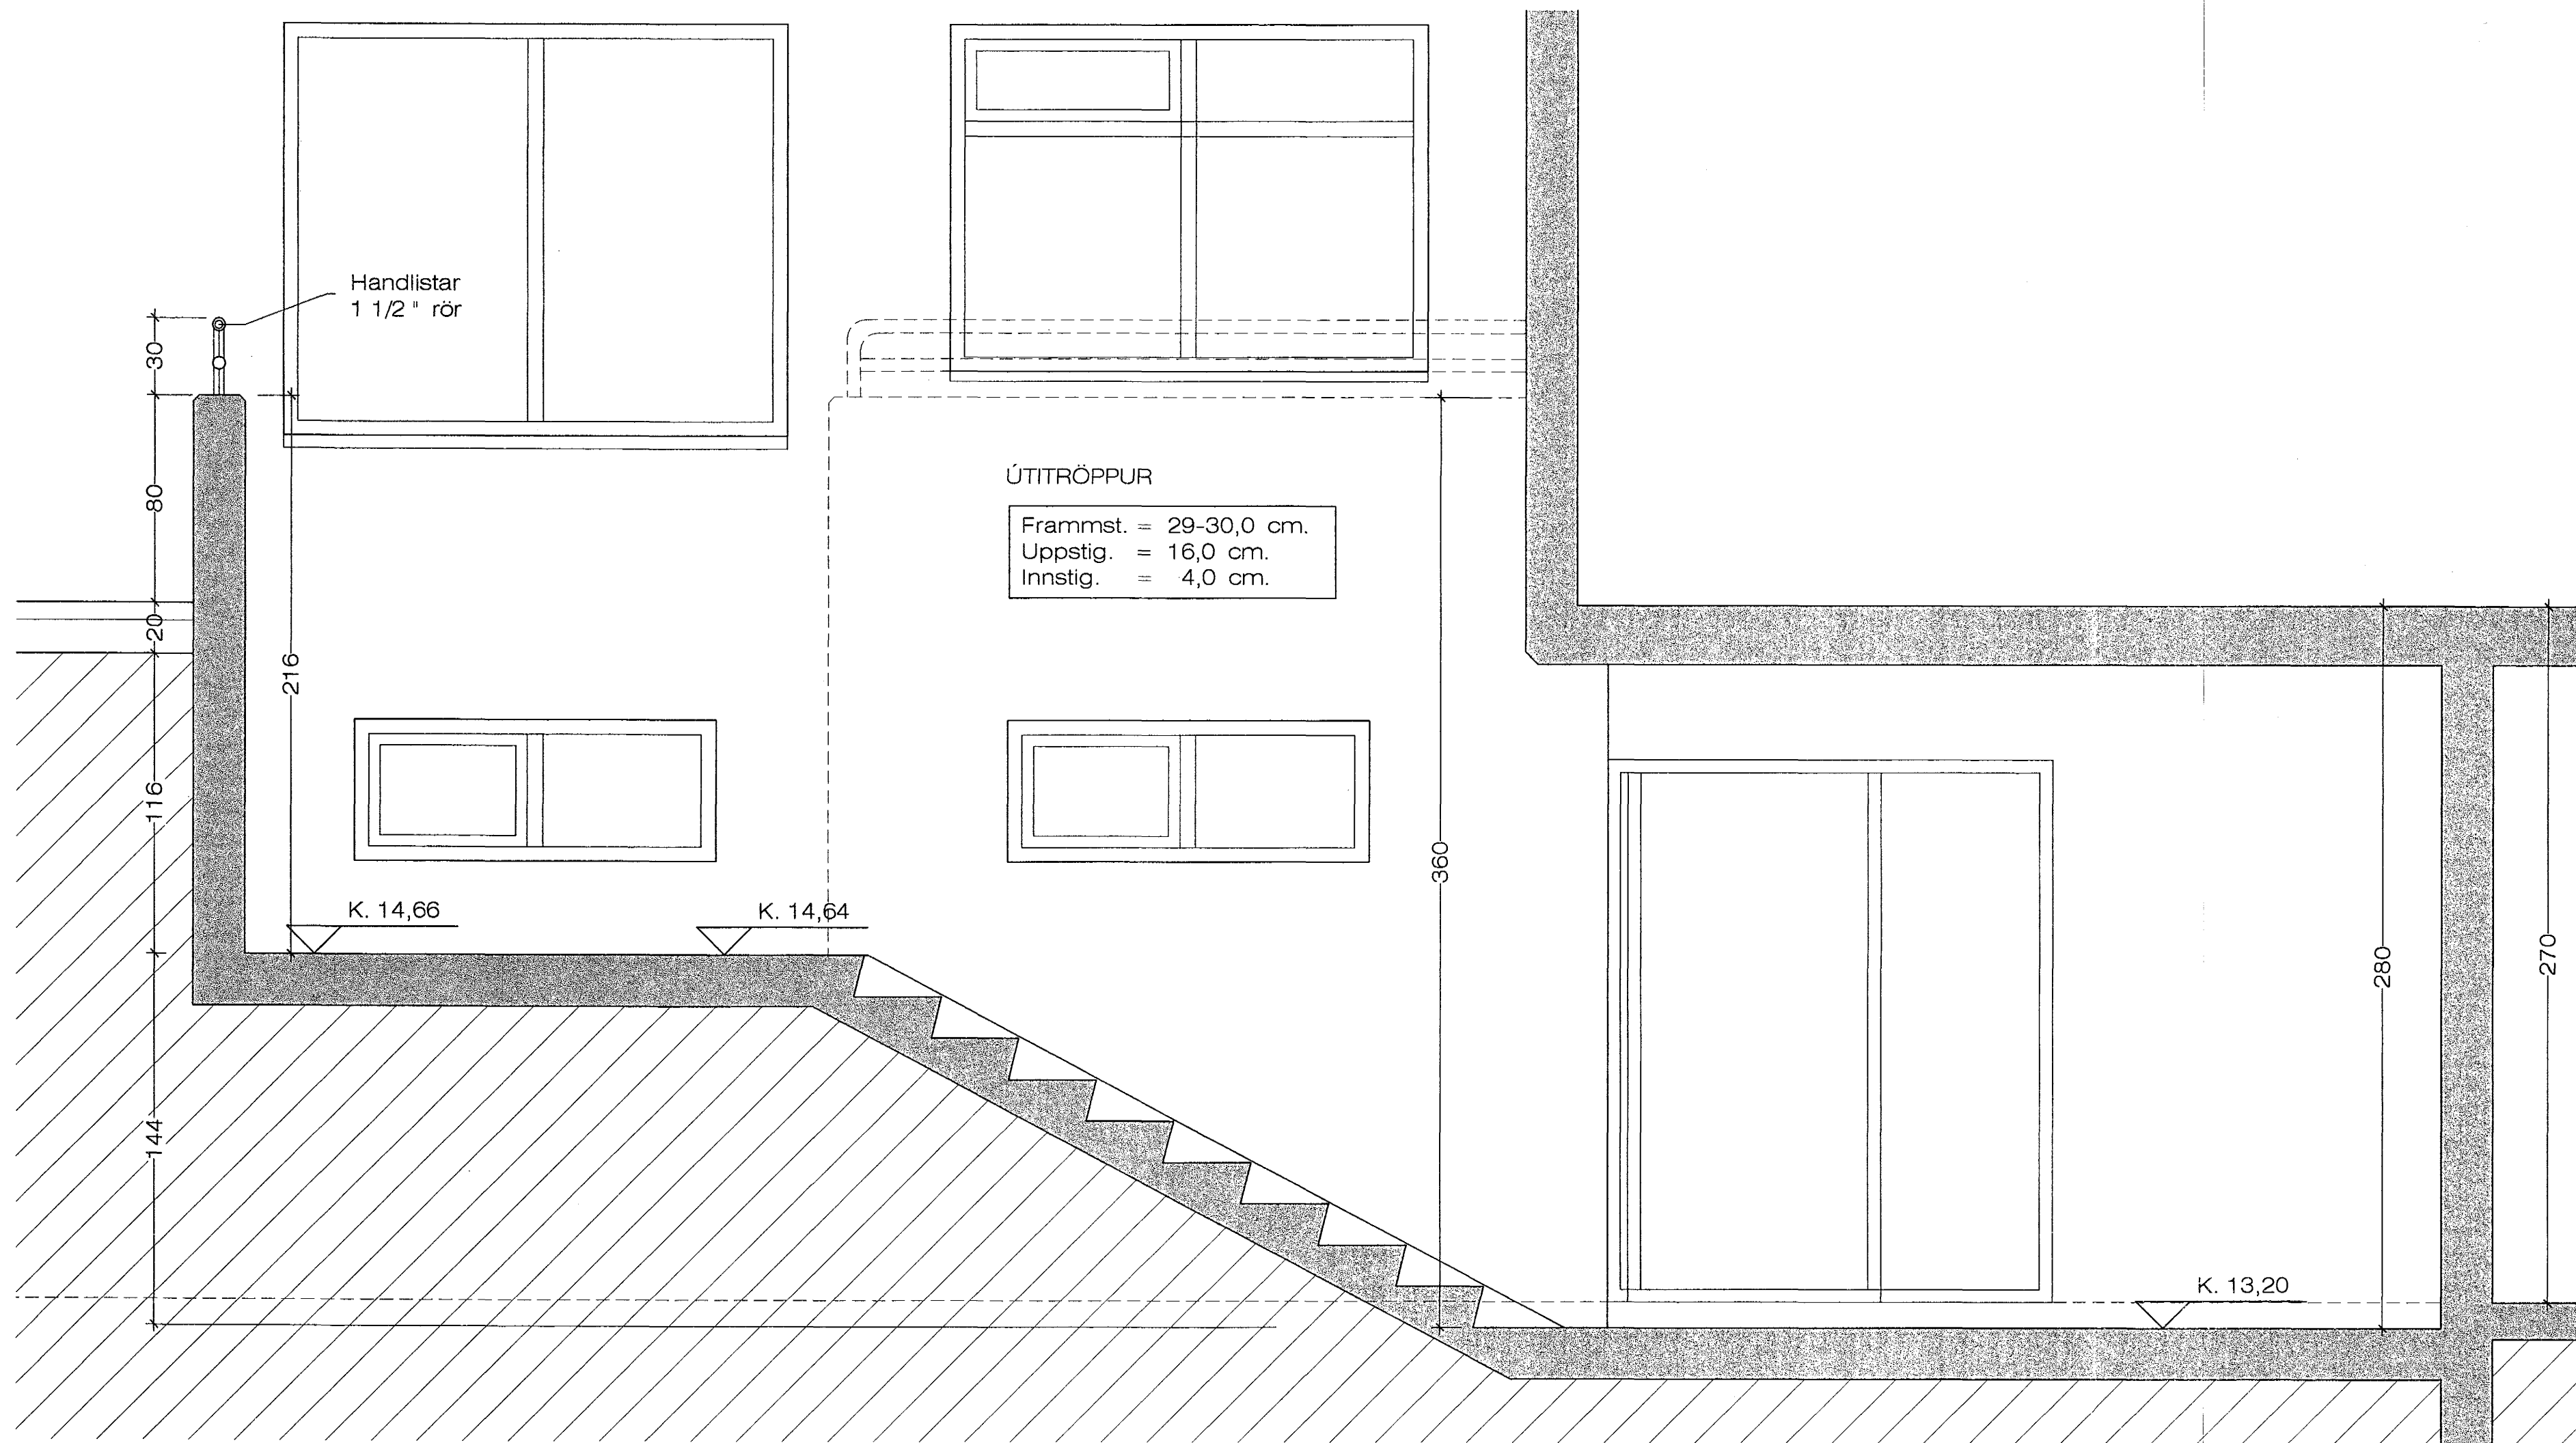 Handlistar
1 1/2 " rör
30
80
20
216
116
144
ÚTITRÖPPUR
Frammst. = 29-30,0 cm.
Uppstig. = 16,0 cm.
Innstig. = 4,0 cm.
K. 14,66
K. 14,64
360
280
270
K. 13,20